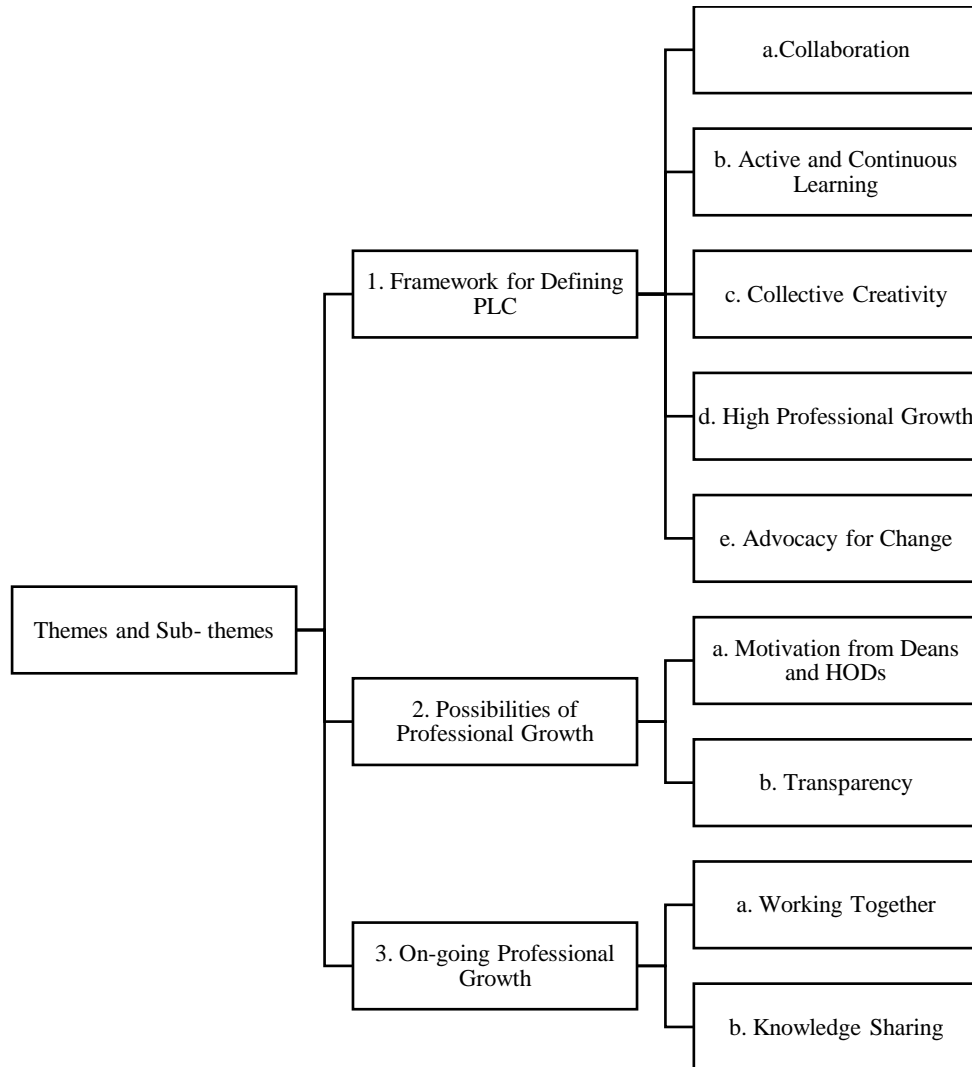 Themes and Sub- themes
1. Framework for Defining
PLC
a.Collaboration
b. Active and Continuous
Learning
c. Collective Creativity
d. High Professional Growth
e. Advocacy for Change
2. Possibilities of
Professional Growth
a. Motivation from Deans
and HODs
b. Transparency
3. On-going Professional
Growth
a. Working Together
b. Knowledge Sharing